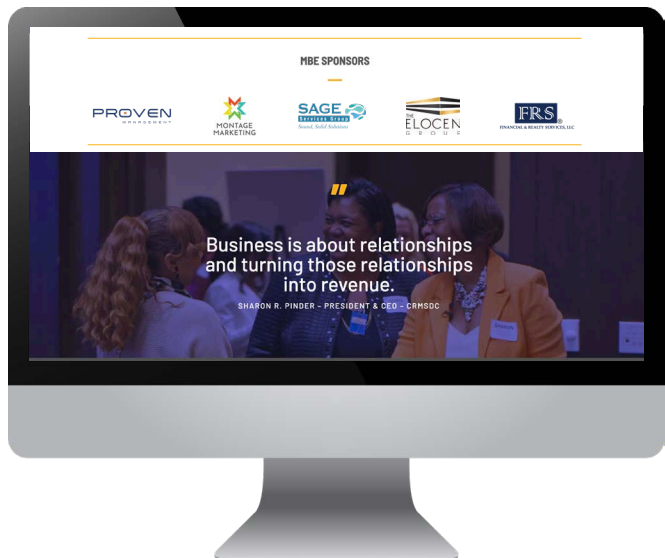 MBE SPONSORS
PROVEN
MANAGEMENT
MONTAGE
MARKETING
SAGE
Services Group
Sound, Solid Solutions
THE
ELOCEN
GROUP
FRS
FINANCIAL & REALTY SERVICES, LLC
"
Business is about relationships
and turning those relationships
into revenue.
SHARON R. PINDER – PRESIDENT & CEO – CRMSDC